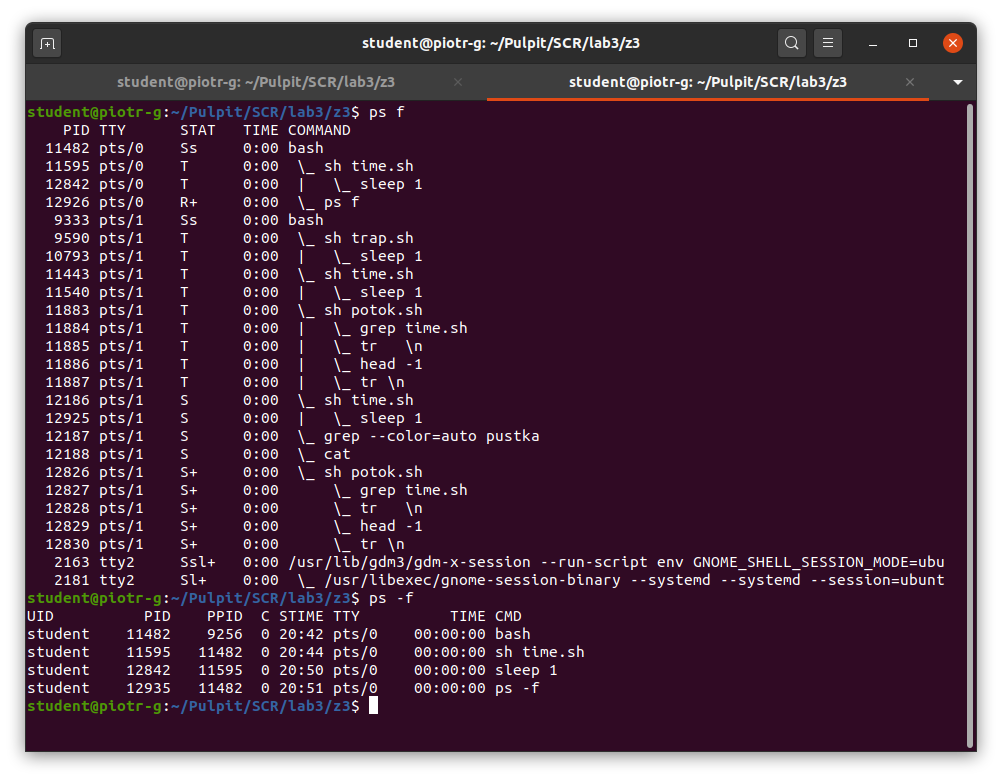 student@piotr-g: ~/Pulpit/SCR/lab3/z3
student@piotr-g: ~/Pulpit/SCR/lab3/z3 student@piotr-g: ~/Pulpit/SCR/lab3/z3
student@piotr-g:~/Pulpit/SCR/lab3/z3$ ps f
    PID TTY      STAT   TIME COMMAND
  11482 pts/0    Ss     0:00 bash
  11595 pts/0    T      0:00  \_ sh time.sh
  12842 pts/0    T      0:00  |   \_ sleep 1
  12926 pts/0    R+     0:00  \_ ps f
   9333 pts/1    Ss     0:00 bash
   9590 pts/1    T      0:00  \_ sh trap.sh
  10793 pts/1    T      0:00  |   \_ sleep 1
  11443 pts/1    T      0:00  \_ sh time.sh
  11540 pts/1    T      0:00  |   \_ sleep 1
  11883 pts/1    T      0:00  \_ sh potok.sh
  11884 pts/1    T      0:00  |   \_ grep time.sh
  11885 pts/1    T      0:00  |   \_ tr   \n
  11886 pts/1    T      0:00  |   \_ head -1
  11887 pts/1    T      0:00  |   \_ tr \n
  12186 pts/1    S      0:00  \_ sh time.sh
  12925 pts/1    S      0:00  |   \_ sleep 1
  12187 pts/1    S      0:00  \_ grep --color=auto pustka
  12188 pts/1    S      0:00  \_ cat
  12826 pts/1    S+     0:00  \_ sh potok.sh
  12827 pts/1    S+     0:00      \_ grep time.sh
  12828 pts/1    S+     0:00      \_ tr   \n
  12829 pts/1    S+     0:00      \_ head -1
  12830 pts/1    S+     0:00      \_ tr \n
   2163 tty2     Ssl+   0:00 /usr/lib/gdm3/gdm-x-session --run-script env GNOME_SHELL_SESSION_MODE=ubu
   2181 tty2     Sl+    0:00  \_ /usr/libexec/gnome-session-binary --systemd --systemd --session=ubunt
student@piotr-g:~/Pulpit/SCR/lab3/z3$ ps -f
UID          PID    PPID  C STIME TTY          TIME CMD
student    11482    9256  0 20:42 pts/0    00:00:00 bash
student    11595   11482  0 20:44 pts/0    00:00:00 sh time.sh
student    12842   11595  0 20:50 pts/0    00:00:00 sleep 1
student    12935   11482  0 20:51 pts/0    00:00:00 ps -f
student@piotr-g:~/Pulpit/SCR/lab3/z3$